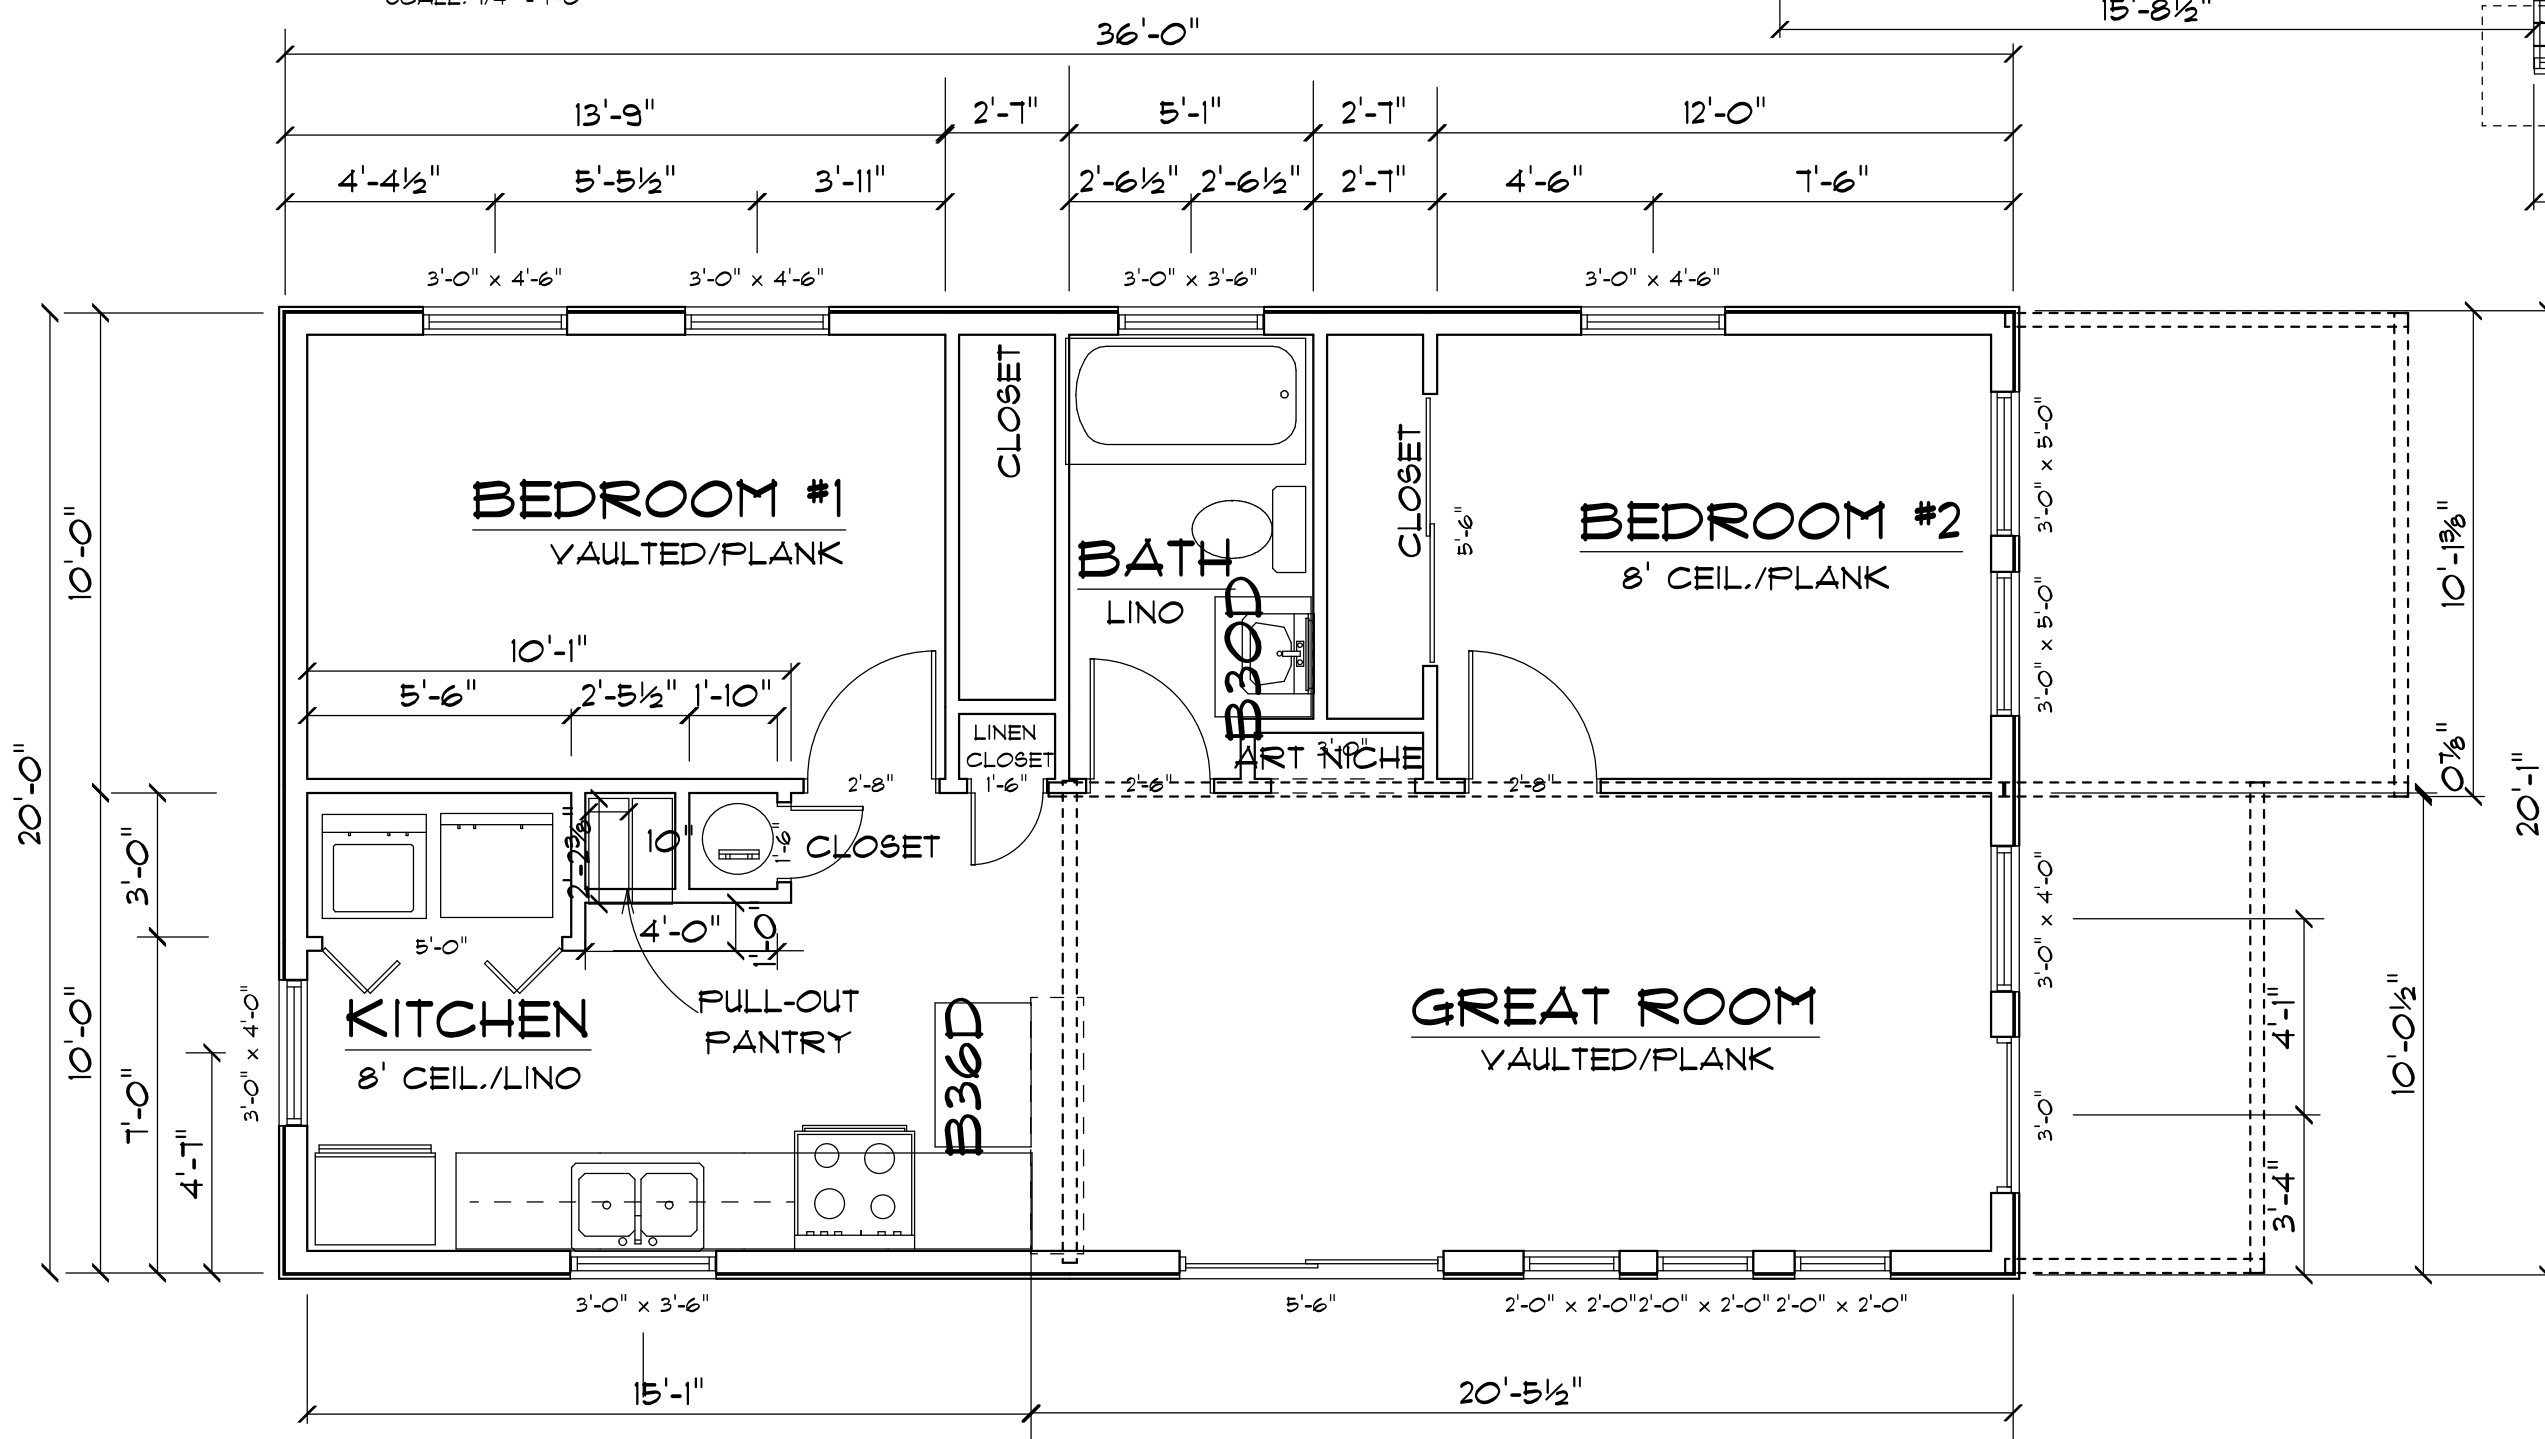 15'-8½"
36'-0"
13'-9"
2'-7"
5'-1"
2'-7"
12'-0"
4'-4½"
5'-5½"
3'-11"
2'-6½"
2'-6½"
2'-7"
4'-6"
7'-6"
3'-0" x 4'-6"
3'-0" x 4'-6"
3'-0" x 3'-6"
3'-0" x 4'-6"
CLOSET
CLOSET
5'-6"
BEDROOM #1
VAULTED/PLANK
BATH
LINO
B30D
BEDROOM #2
8' CEIL./PLANK
3'-0" x 5'-0"
3'-0" x 5'-0"
10'-1⅜"
0⅞"
20'-1"
10'-0"
20'-0"
10'-1"
5'-6"
2'-5½"
1'-10"
LINEN
CLOSET
ART NICHE
3'-0"
2'-8"
1'-6"
2'-6"
2'-8"
3'-0"
2'-2⅜"
10"
1'-6"
CLOSET
5'-0"
4'-0"
1'-0"
PULL-OUT
PANTRY
KITCHEN
8' CEIL./LINO
B36D
GREAT ROOM
VAULTED/PLANK
3'-0" x 4'-0"
3'-0" x 4'-0"
3'-0"
10'-0"
7'-0"
4'-7"
4'-1"
3'-4"
10'-0½"
3'-0" x 3'-6"
5'-6"
2'-0" x 2'-0"
2'-0" x 2'-0"
2'-0" x 2'-0"
15'-1"
20'-5½"